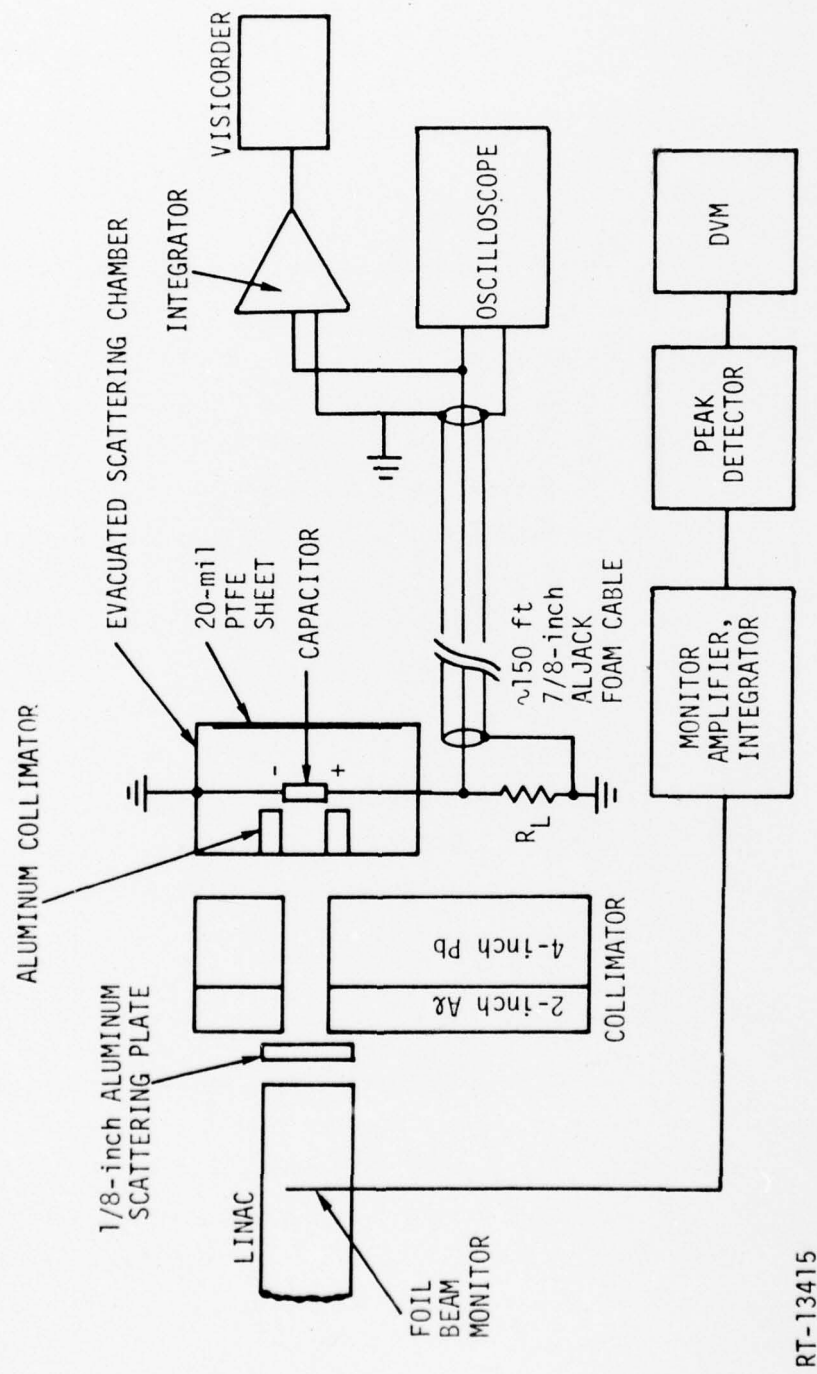 ALUMINUM COLLIMATOR
EVACUATED SCATTERING CHAMBER
1/8-inch ALUMINUM
SCATTERING PLATE
20-mil
PTFE
SHEET
INTEGRATOR
VISICORDER
LINAC
CAPACITOR
-
+
FOIL
BEAM
MONITOR
2-inch Aℓ
4-inch Pb
COLLIMATOR
R_L
~150 ft
7/8-inch
ALJACK
FOAM CABLE
OSCILLOSCOPE
MONITOR
AMPLIFIER,
INTEGRATOR
PEAK
DETECTOR
DVM
RT-13415